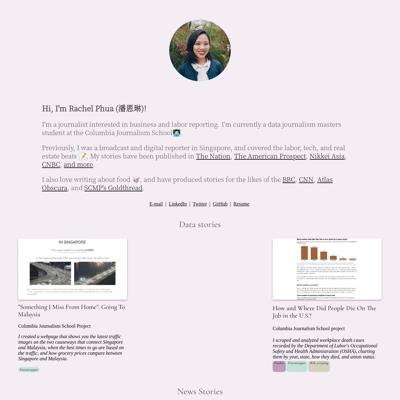 Hi, I'm Rachel Phua (潘恩琳)!
I'm a journalist interested in business and labor reporting. I'm currently a data journalism masters
student at the Columbia Journalism School
Previously, I was a broadcast and digital reporter in Singapore, and covered the labor, tech, and real
estate beats. My stories have been published in The Nation, The American Prospect, Nikkei Asia,
CNBC, and more.
I also love writing about food, and have produced stories for the likes of the BBC, CNN, Atlas
Obscura, and SCMP's Goldthread.
E-mail | LinkedIn | Twitter | GitHub | Resume
Data stories
IN SINGAPORE
"Something I Miss From Home": Going To
Malaysia
Columbia Journalism School Project
I created a webpage that shows you the latest traffic
images on the two causeways that connect Singapore
and Malaysia, when the best times to go are based on
the traffic, and how grocery prices compare between
Singapore and Malaysia.
How and Where Did People Die On The
Job in the U.S.?
Columbia Journalism School project
I scraped and analyzed workplace death cases
recorded by the Department of Labor's Occupational
Safety and Health Administration (OSHA), charting
them by year, state, how they died, and union status.
News Stories